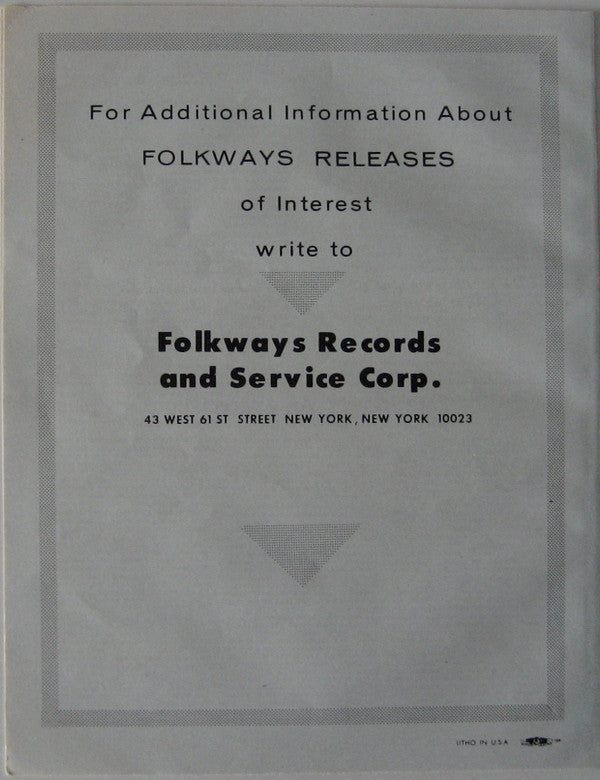 For Additional Information About
FOLKWAYS RELEASES
of Interest
write to
Folkways Records
and Service Corp.
43 WEST 61 ST STREET NEW YORK, NEW YORK 10023
LITHO IN U.S.A.